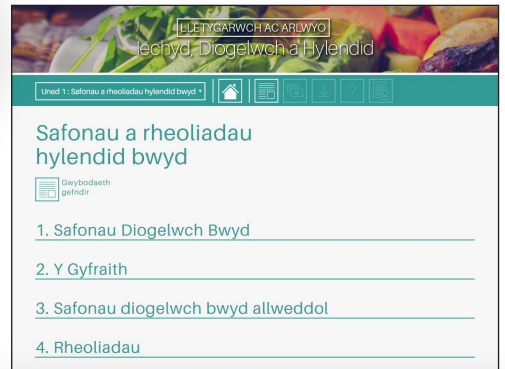 LLETYGARWCH AC ARLWYO
Iechyd, Diogelwch a Hylendid
Uned 1 : Safonau a rheoliadau hylendid bwyd
Safonau a rheoliadau
hylendid bwyd
Gwybodaeth
gefndir
1. Safonau Diogelwch Bwyd
2. Y Gyfraith
3. Safonau diogelwch bwyd allweddol
4. Rheoliadau